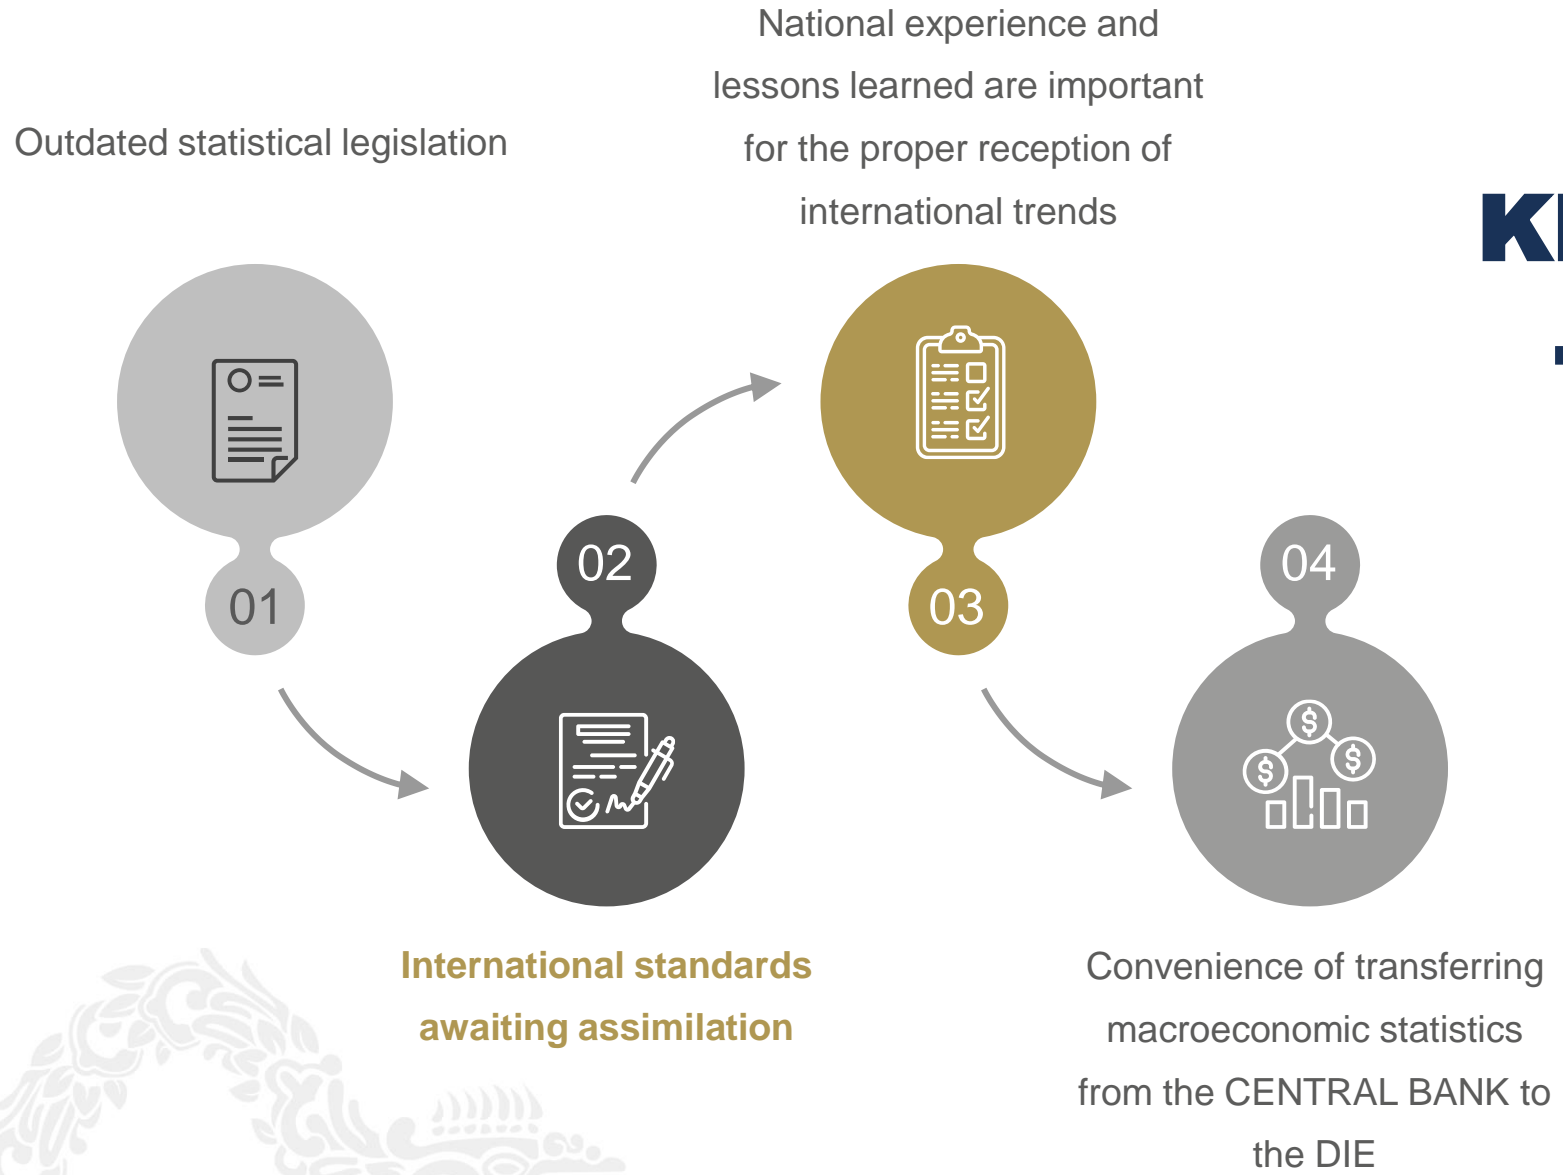 Outdated statistical legislation
01
02
International standards
awaiting assimilation
National experience and
lessons learned are important
for the proper reception of
international trends
03
04
Convenience of transferring
macroeconomic statistics
from the CENTRAL BANK to
the DIE